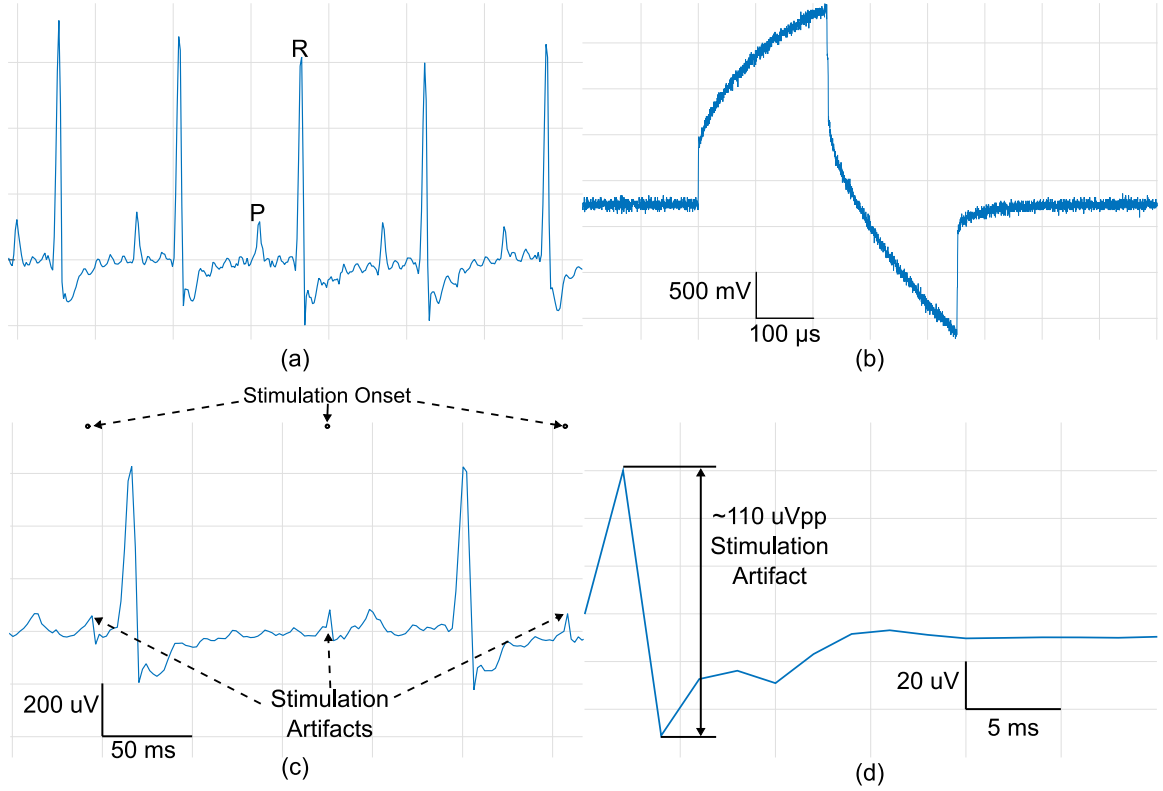 R
P
(a)
500 mV
100 µs
(b)
Stimulation Onset
200 uV
50 ms
Stimulation
Artifacts
(c)
~110 uVpp
Stimulation
Artifact
20 uV
5 ms
(d)